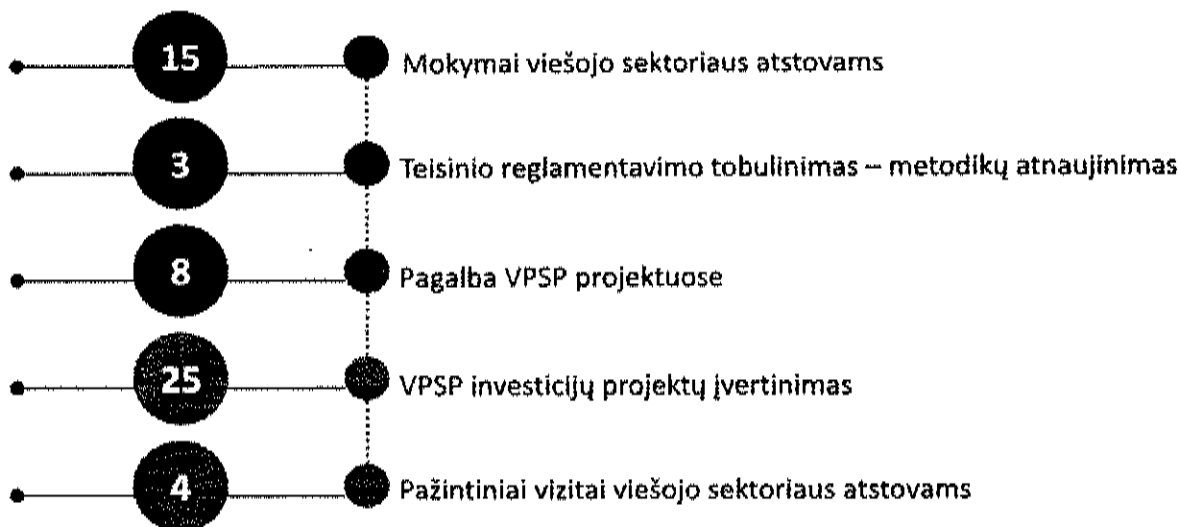 15 Mokymai viešojo sektoriaus atstovams
3 Teisinio reglamentavimo tobulinimas – metodikų atnaujinimas
8 Pagalba VPSP projektuose
25 VPSP investicijų projektų įvertinimas
4 Pažintiniai vizitai viešojo sektoriaus atstovams